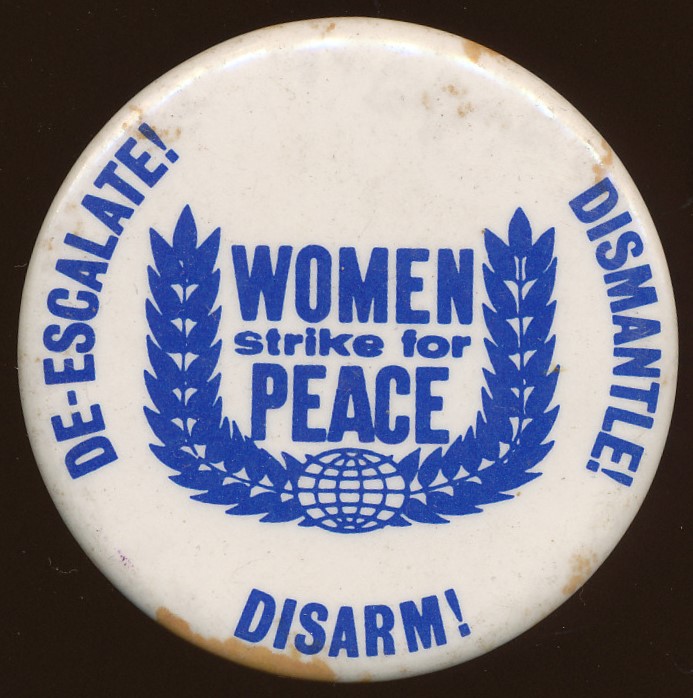 DE-ESCALATE!
DISMANTLE!
WOMEN
strike for
PEACE
DISARM!